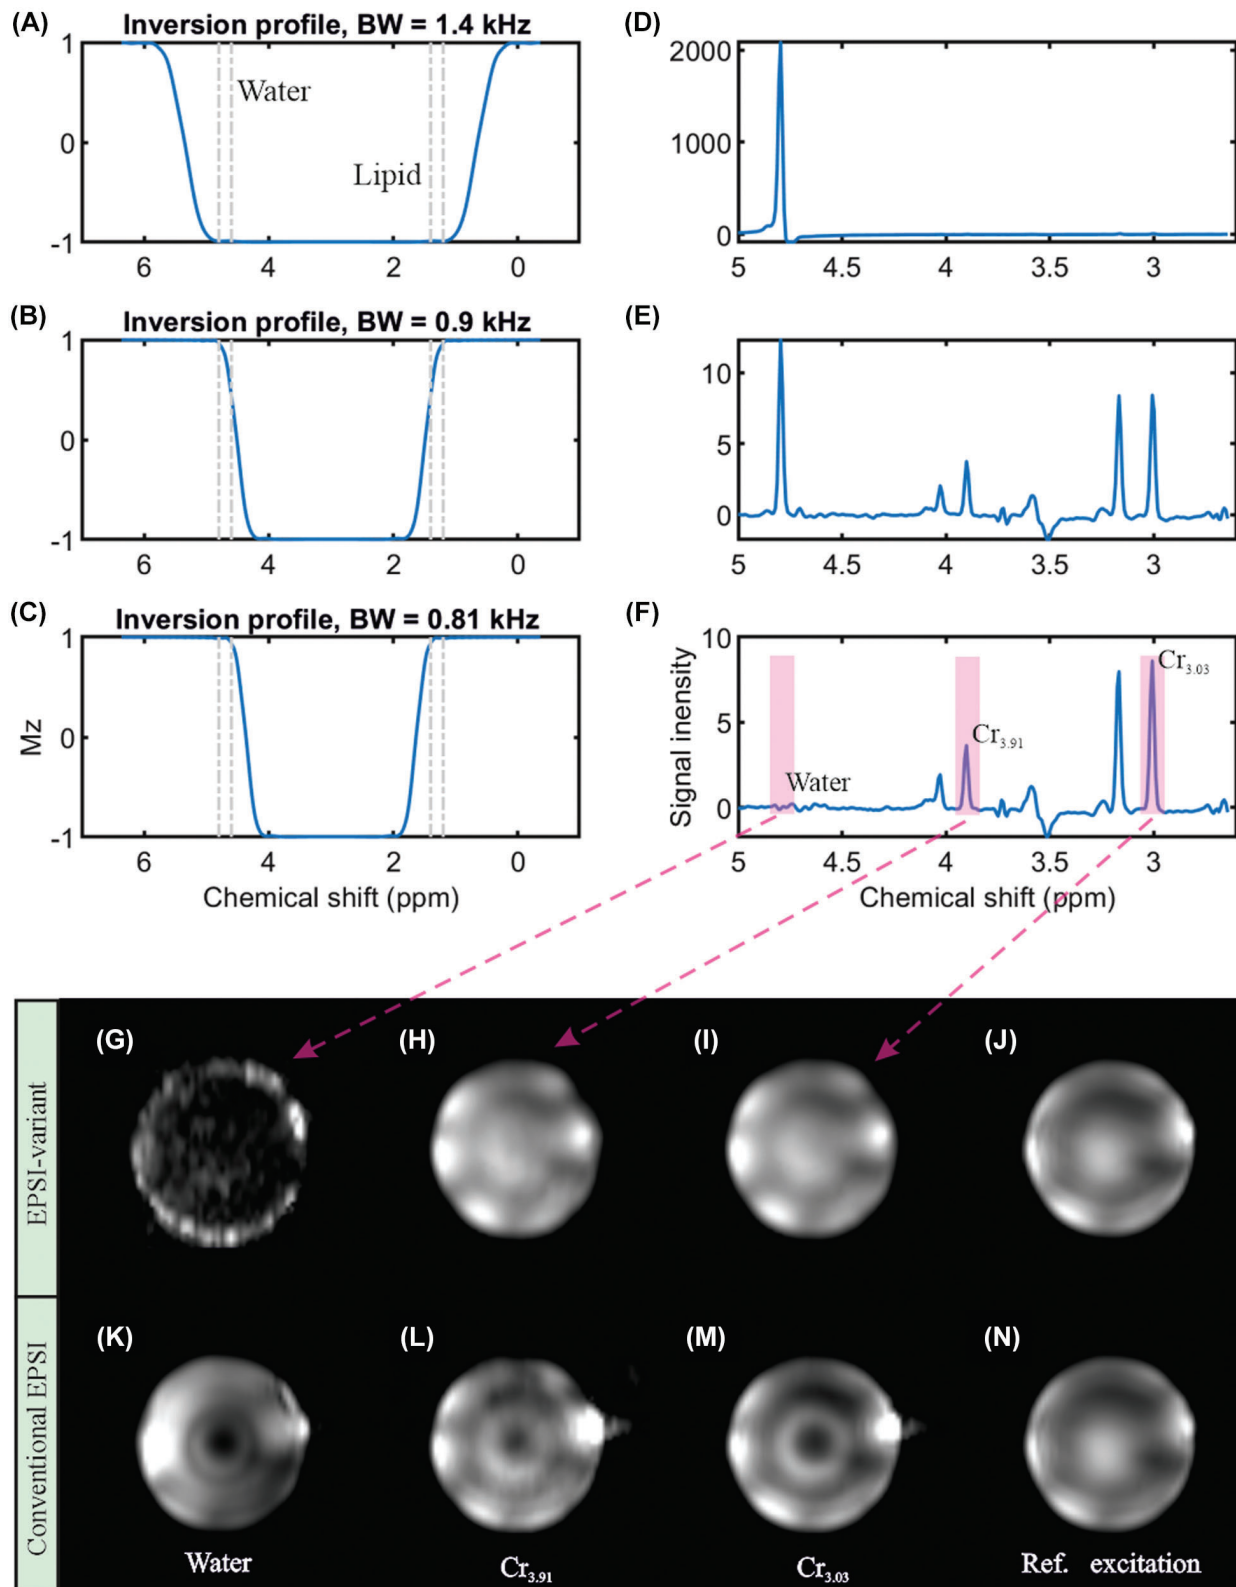 (A) Inversion profile, BW = 1.4 kHz
1
0
-1
Water
Lipid
6 4 2 0
(D)
2000
1000
0
5 4.5 4 3.5 3
(B) Inversion profile, BW = 0.9 kHz
1
0
-1
6 4 2 0
(E)
10
5
0
5 4.5 4 3.5 3
(C) Inversion profile, BW = 0.81 kHz
Mz
1
0
-1
6 4 2 0
Chemical shift (ppm)
(F)
Signal inensity
10
5
0
Water
Cr3.91
Cr3.03
5 4.5 4 3.5 3
Chemical shift (ppm)
EPSI-variant
(G) (H) (I) (J)
Conventional EPSI
(K) (L) (M) (N)
Water Cr3.91 Cr3.03 Ref. excitation